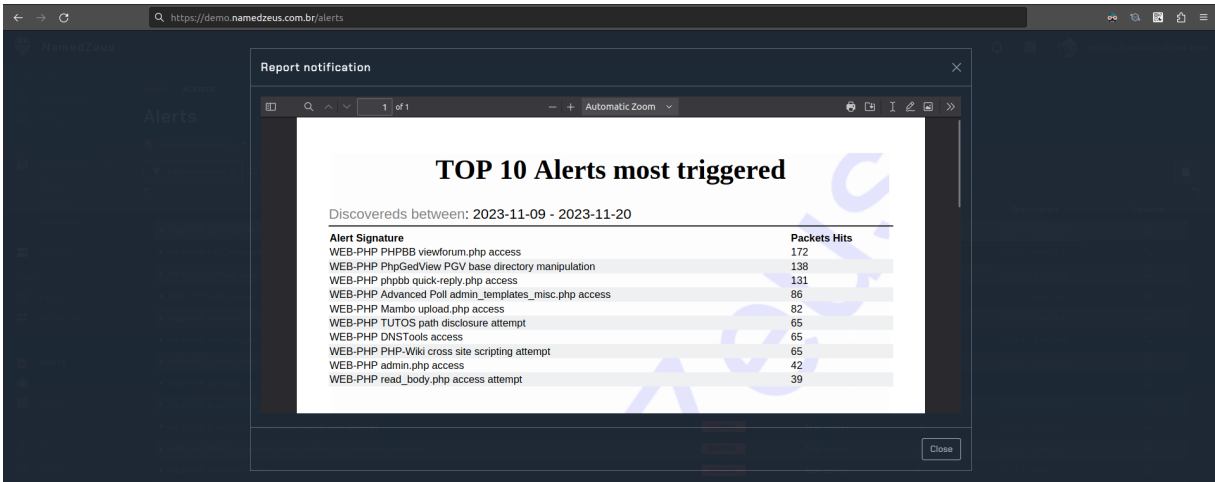 https://demo.namedzeus.com.br/alerts
NamedZeus
Report notification
ALERTS
Alerts
1 of 1
Automatic Zoom
TOP 10 Alerts most triggered
Discovereds between: 2023-11-09 - 2023-11-20
Alert Signature Packets Hits
WEB-PHP PHPBB viewforum.php access 172
WEB-PHP PhpGedView PGV base directory manipulation 138
WEB-PHP phpbb quick-reply.php access 131
WEB-PHP Advanced Poll admin_templates_misc.php access 86
WEB-PHP Mambo upload.php access 82
WEB-PHP TUTOS path disclosure attempt 65
WEB-PHP DNSTools access 65
WEB-PHP PHP-Wiki cross site scripting attempt 65
WEB-PHP admin.php access 42
WEB-PHP read_body.php access attempt 39
Close